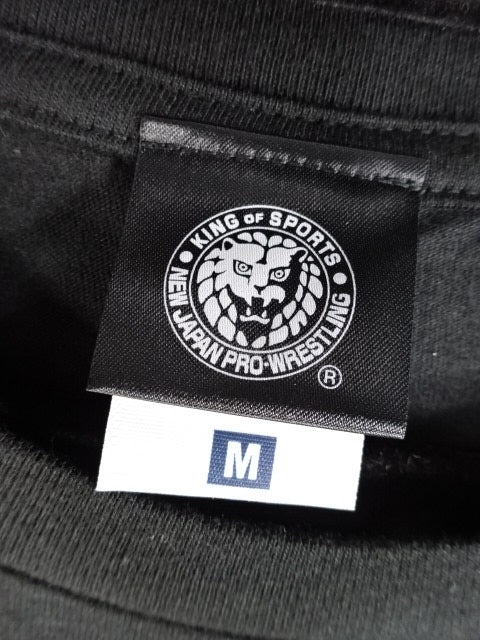 KING OF SPORTS
NEW JAPAN PRO-WRESTLING
®
M